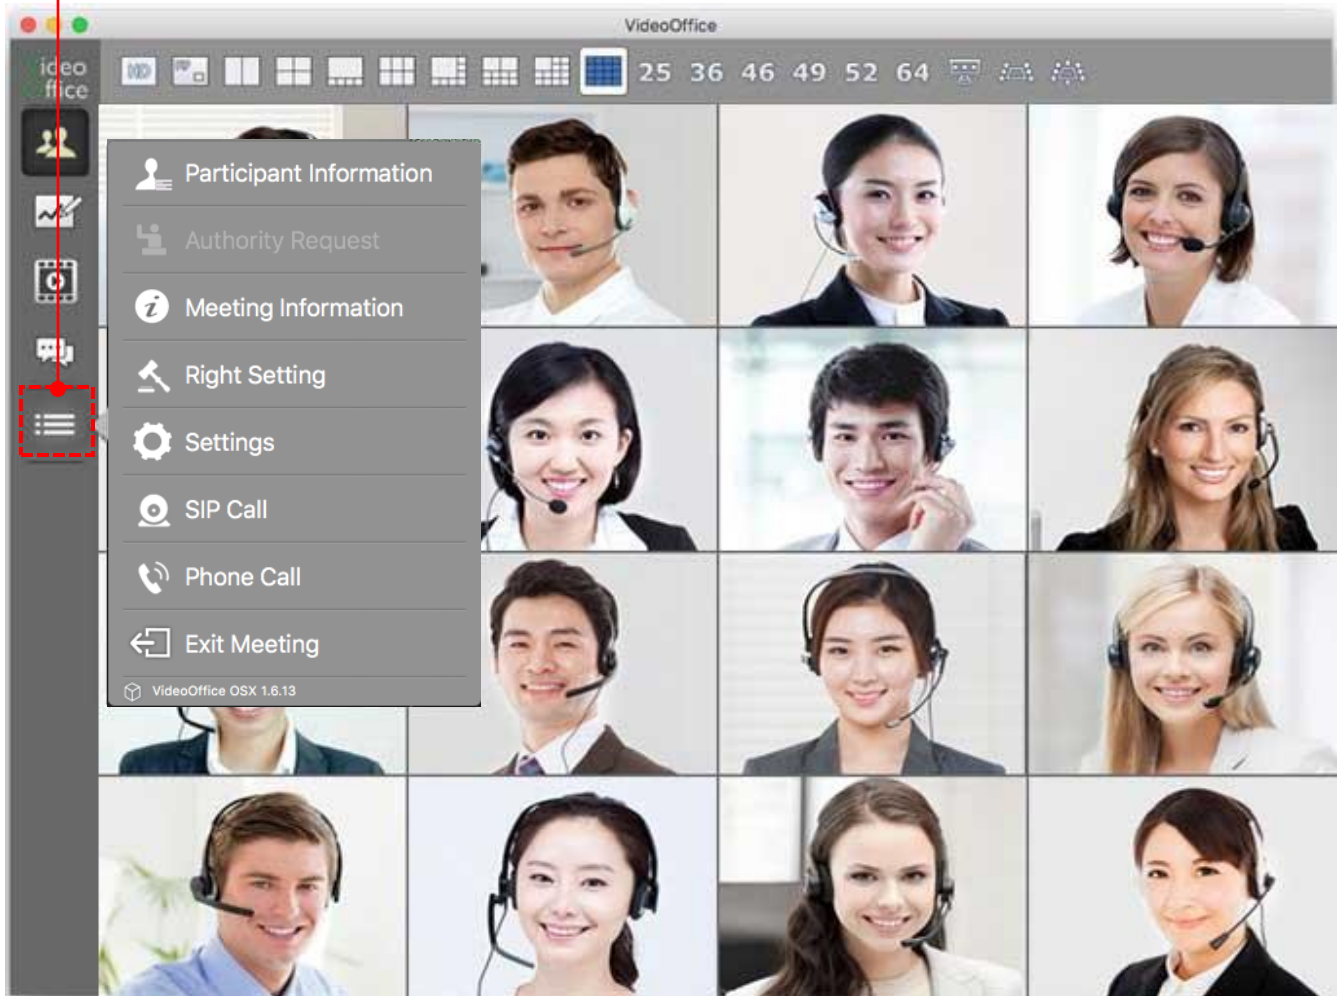 VideoOffice
ideo
ffice
HD
25 36 46 49 52 64
Participant Information
Authority Request
Meeting Information
Right Setting
Settings
SIP Call
Phone Call
Exit Meeting
VideoOffice OSX 1.6.13